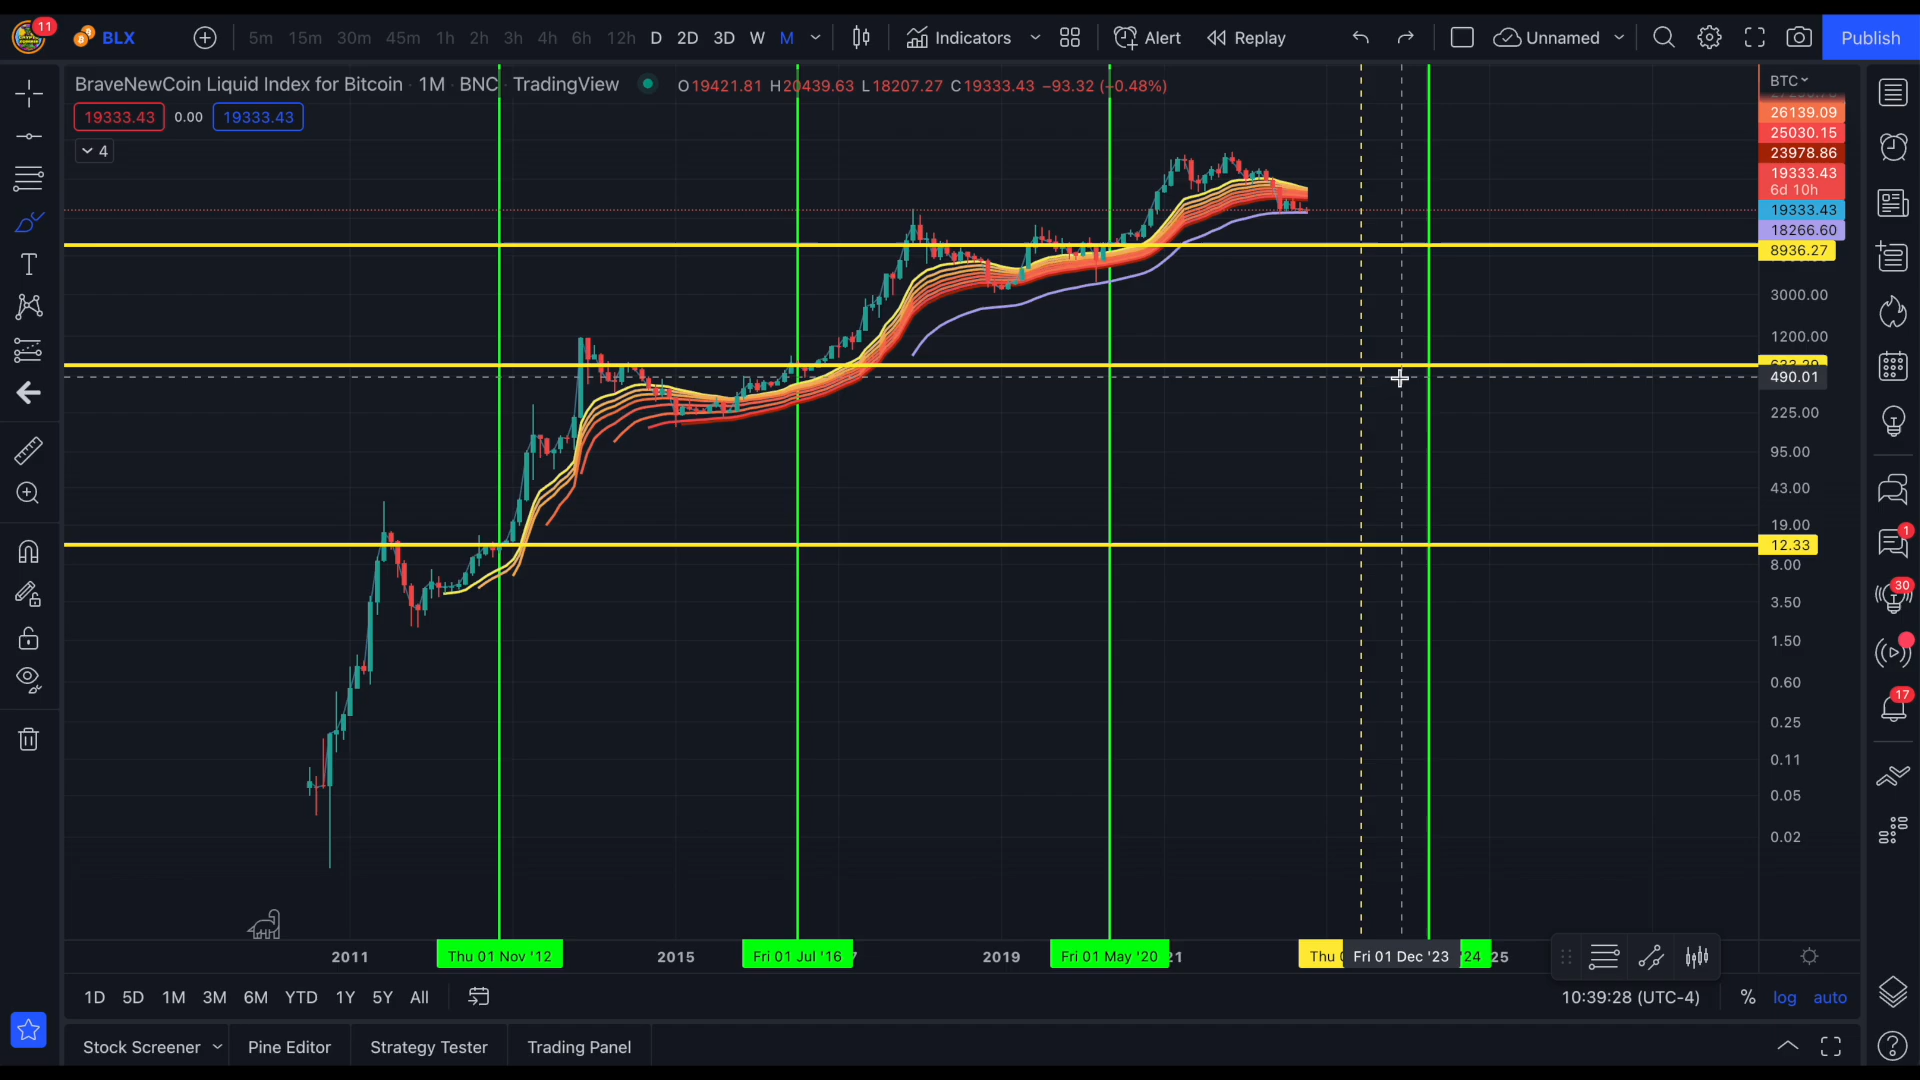 11
BLX
5m 15m 30m 45m 1h 2h 3h 4h 6h 12h D 2D 3D W M
Indicators
Alert
Replay
Unnamed
Publish
BraveNewCoin Liquid Index for Bitcoin · 1M · BNC · TradingView
O19421.81 H20439.63 L18207.27 C19333.43 −93.32 (−0.48%)
19333.43 0.00 19333.43
4
BTC
26139.09
25030.15
23978.86
19333.43
6d 10h
19333.43
18266.60
8936.27
3000.00
1200.00
490.01
225.00
95.00
43.00
19.00
12.33
8.00
3.50
1.50
0.60
0.25
0.11
0.05
0.02
1
30
17
2011 Thu 01 Nov '12 2015 Fri 01 Jul '16 2019 Fri 01 May '20 21 Thu Fri 01 Dec '23 '24 25
1D 5D 1M 3M 6M YTD 1Y 5Y All
10:39:28 (UTC-4) % log auto
Stock Screener Pine Editor Strategy Tester Trading Panel